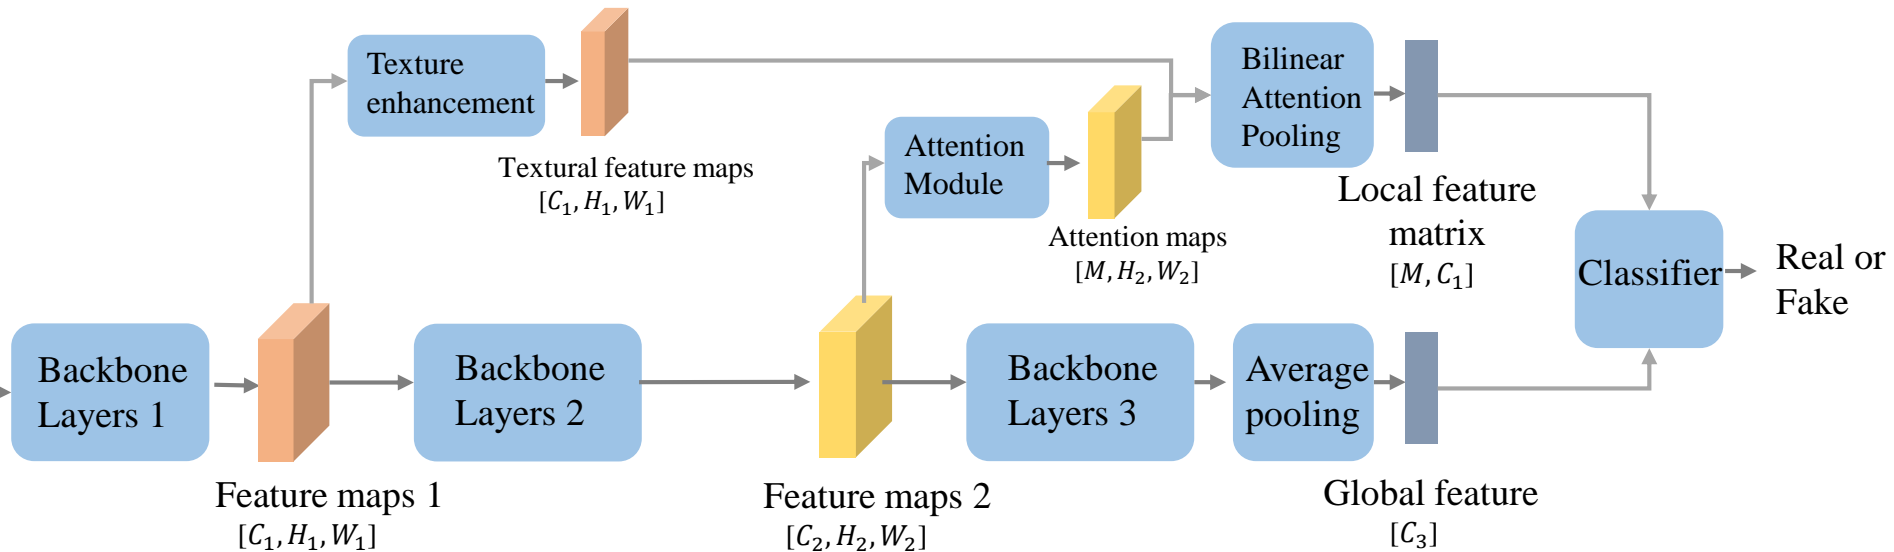 Texture
enhancement
Textural feature maps
[C₁, H₁, W₁]
Attention
Module
Attention maps
[M, H₂, W₂]
Bilinear
Attention
Pooling
Local feature
matrix
[M, C₁]
Classifier
Real or
Fake
Backbone
Layers 1
Feature maps 1
[C₁, H₁, W₁]
Backbone
Layers 2
Feature maps 2
[C₂, H₂, W₂]
Backbone
Layers 3
Average
pooling
Global feature
[C₃]